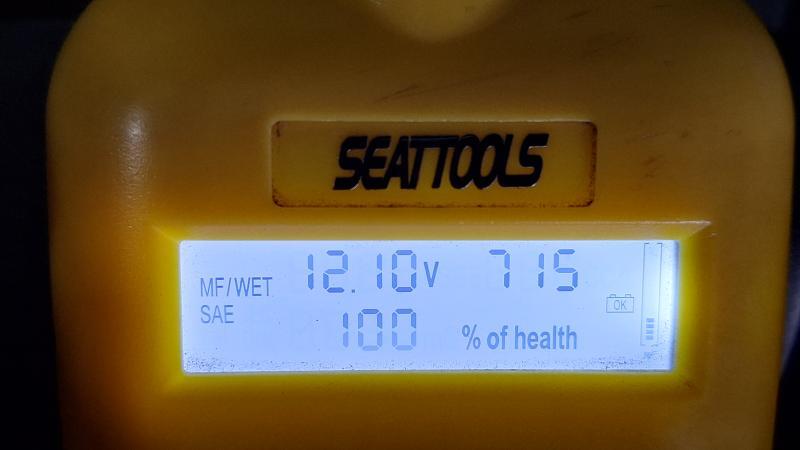 SEATTOOLS
MF/WET 12.10V 715
SAE 100 % of health
OK